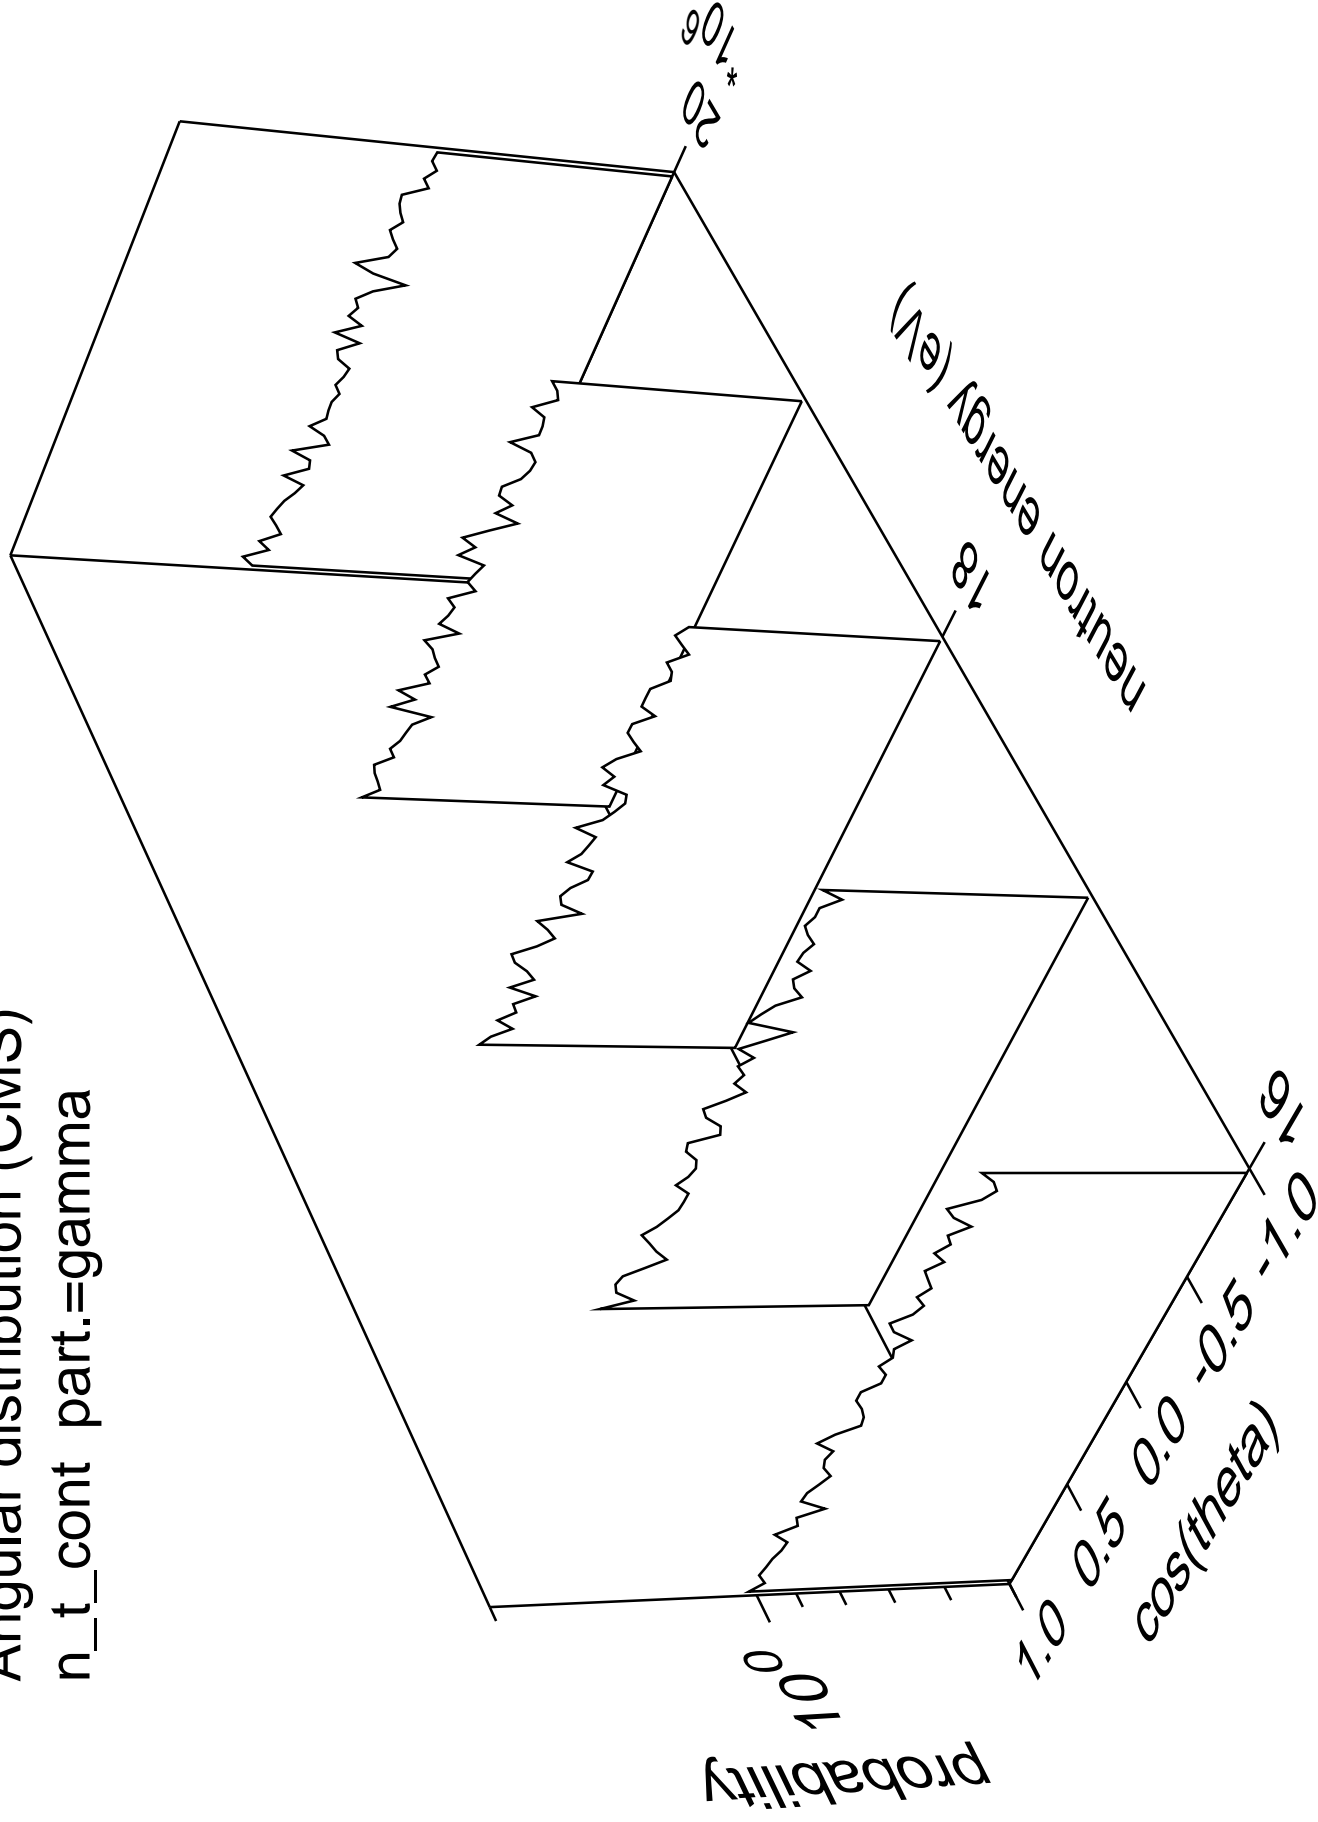 Angular distribution (CMS)
n_t_cont part.=gamma
probability
10 0
1.0 0.5 0.0 -0.5 -1.0
cos(theta)
16 18 20 * 10 6
neutron energy (eV)